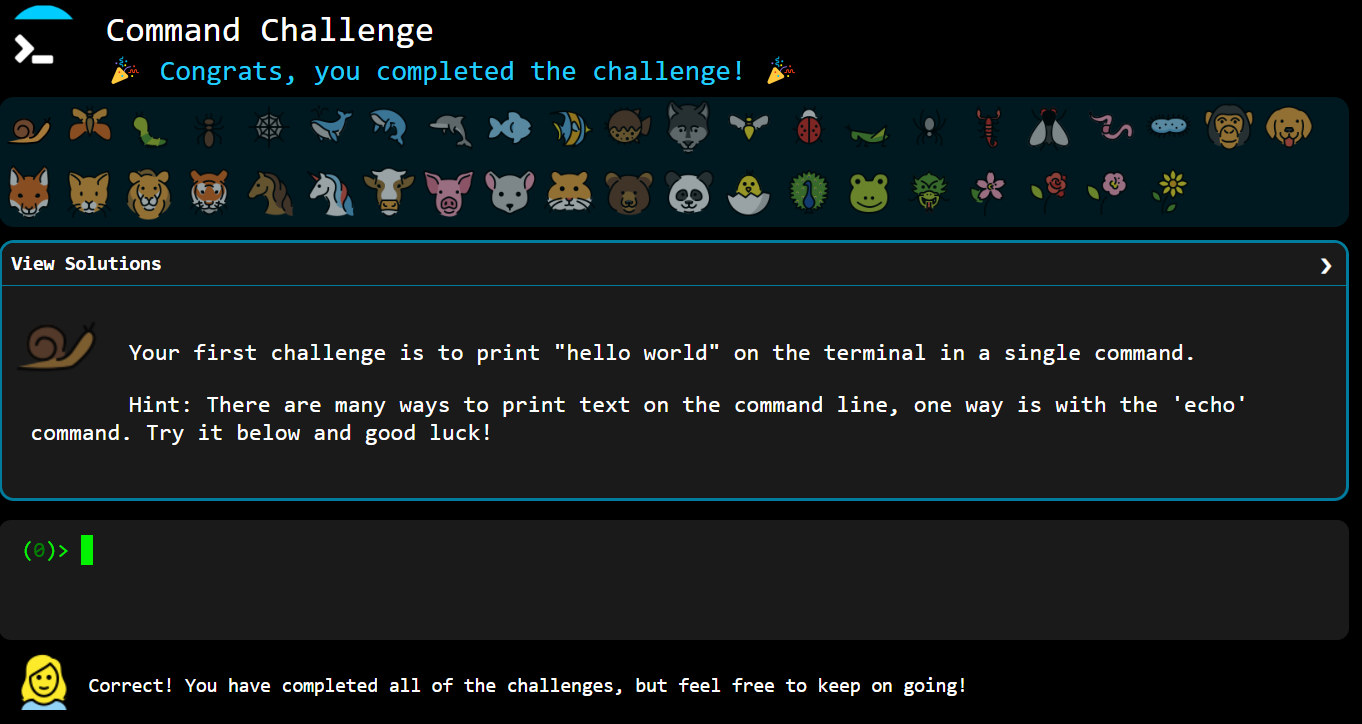 Command Challenge
🎉 Congrats, you completed the challenge! 🎉
View Solutions
Your first challenge is to print "hello world" on the terminal in a single command.
Hint: There are many ways to print text on the command line, one way is with the 'echo'
command. Try it below and good luck!
(0)>
Correct! You have completed all of the challenges, but feel free to keep on going!